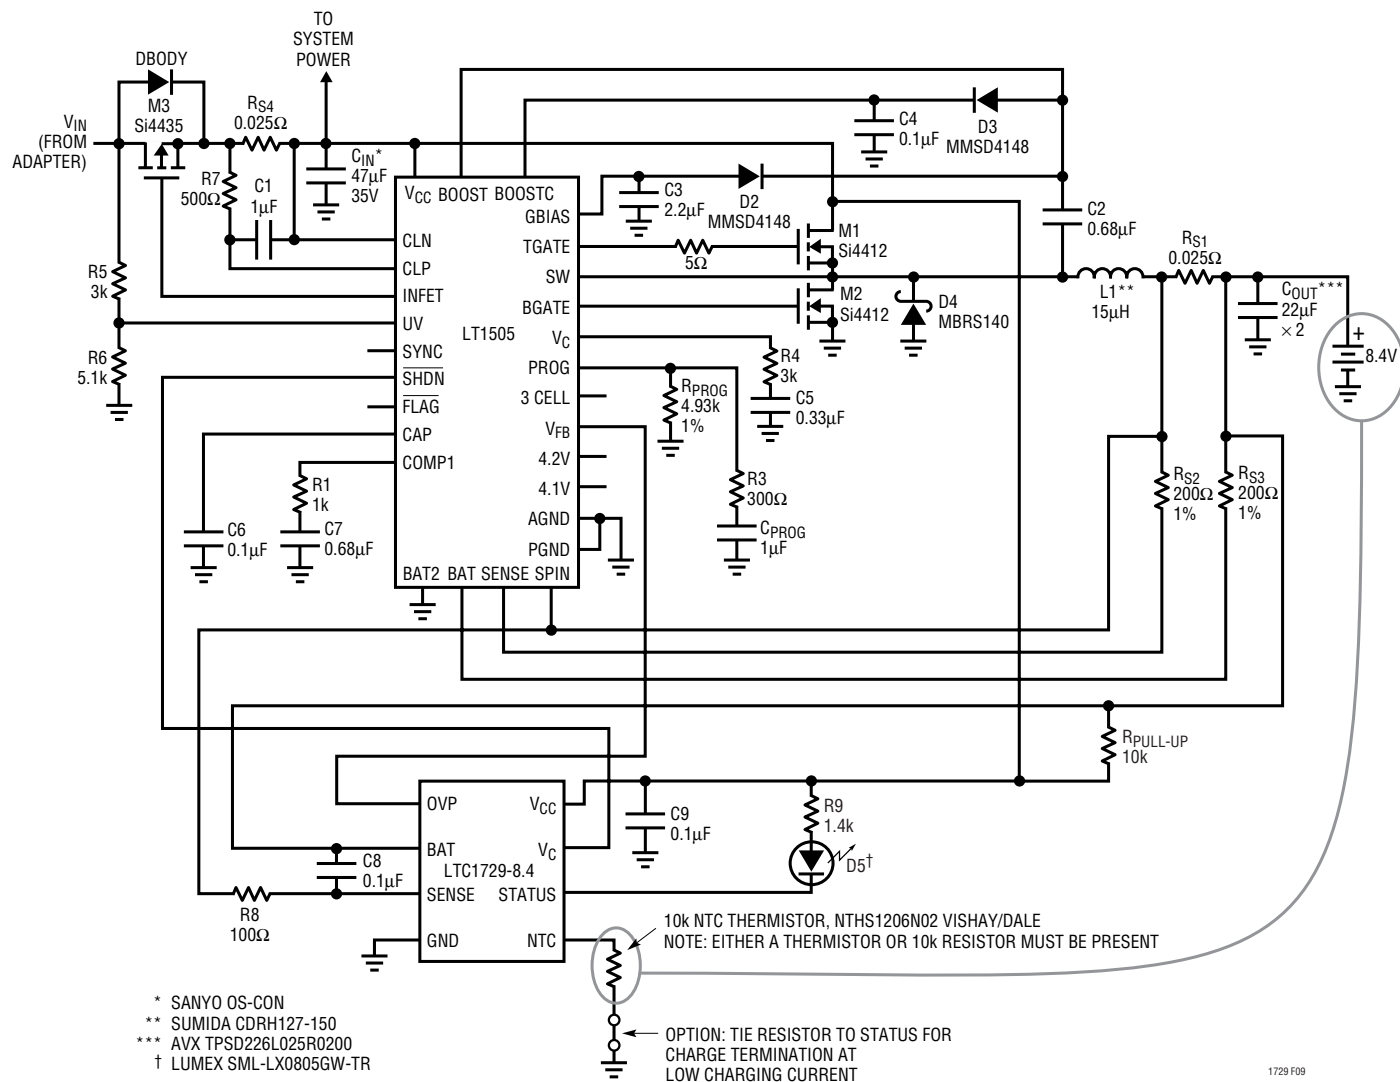 TO
SYSTEM
POWER
DBODY
M3
Si4435
RS4
0.025Ω
VIN
(FROM
ADAPTER)
R7
500Ω
C1
1µF
CIN*
47µF
35V
C4
0.1µF
D3
MMSD4148
C3
2.2µF
D2
MMSD4148
C2
0.68µF
VCC BOOST BOOSTC
GBIAS
TGATE
SW
BGATE
VC
PROG
3 CELL
VFB
4.2V
4.1V
AGND
PGND
CLN
CLP
INFET
UV
SYNC
SHDN
FLAG
CAP
COMP1
LT1505
BAT2 BAT SENSE SPIN
5Ω
M1
Si4412
M2
Si4412
D4
MBRS140
L1**
15µH
RS1
0.025Ω
COUT***
22µF
× 2
+
8.4V
R5
3k
R6
5.1k
R4
3k
C5
0.33µF
RPROG
4.93k
1%
R3
300Ω
CPROG
1µF
RS2
200Ω
1%
RS3
200Ω
1%
R1
1k
C6
0.1µF
C7
0.68µF
RPULL-UP
10k
OVP
BAT
SENSE
GND
VCC
VC
STATUS
NTC
LTC1729-8.4
C9
0.1µF
R9
1.4k
D5†
C8
0.1µF
R8
100Ω
10k NTC THERMISTOR, NTHS1206N02 VISHAY/DALE
NOTE: EITHER A THERMISTOR OR 10k RESISTOR MUST BE PRESENT
OPTION: TIE RESISTOR TO STATUS FOR
CHARGE TERMINATION AT
LOW CHARGING CURRENT
* SANYO OS-CON
** SUMIDA CDRH127-150
*** AVX TPSD226L025R0200
† LUMEX SML-LX0805GW-TR
1729 F09